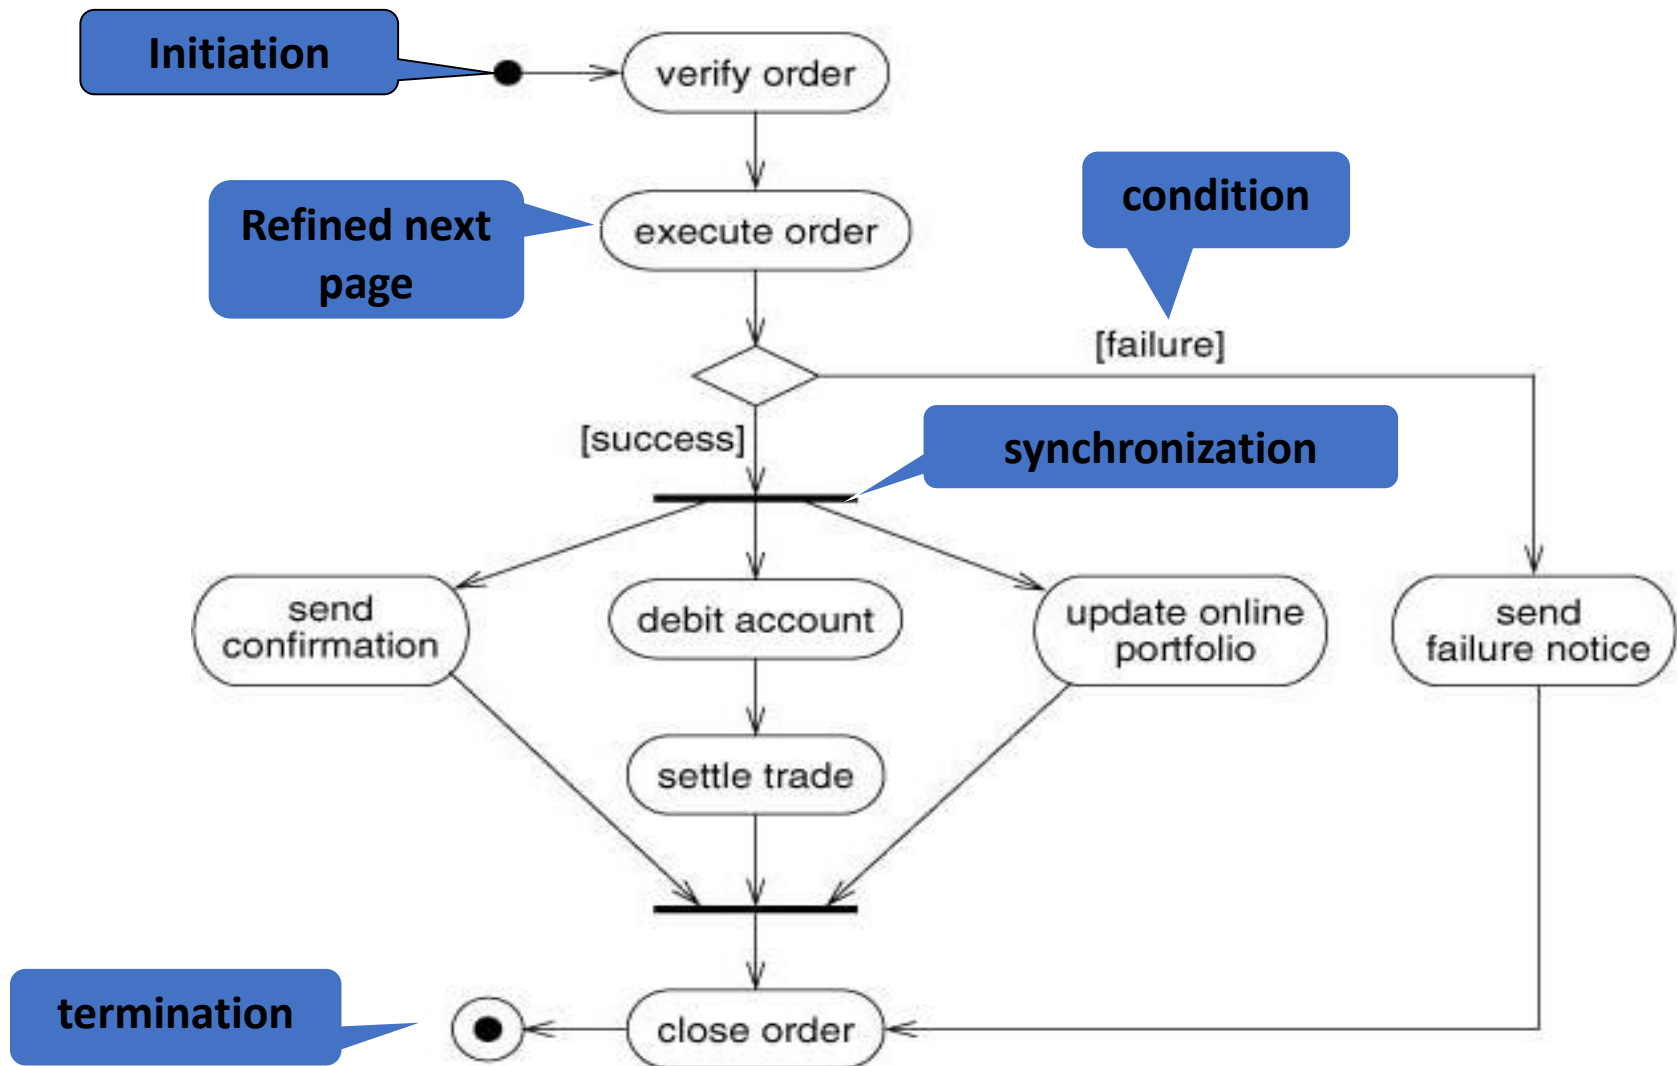 Initiation
verify order
Refined next
page
execute order
condition
[failure]
[success]
synchronization
send
confirmation
debit account
update online
portfolio
send
failure notice
settle trade
termination
close order